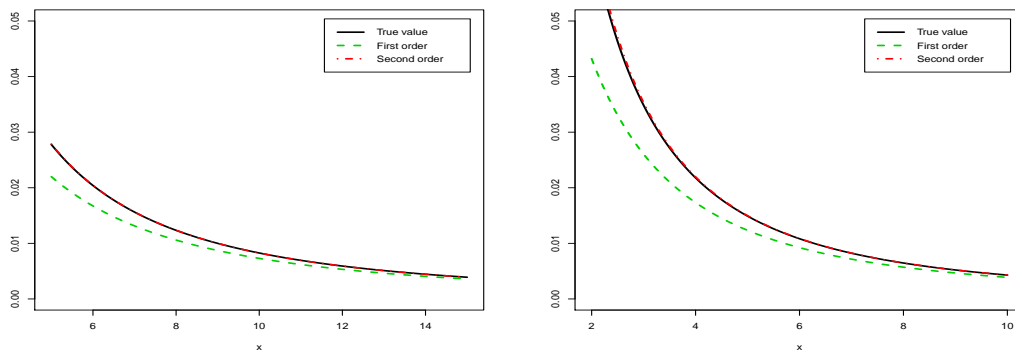 0.00 0.01 0.02 0.03 0.04 0.05
True value
First order
Second order
6 8 10 12 14
x
0.00 0.01 0.02 0.03 0.04 0.05
True value
First order
Second order
2 4 6 8 10
x